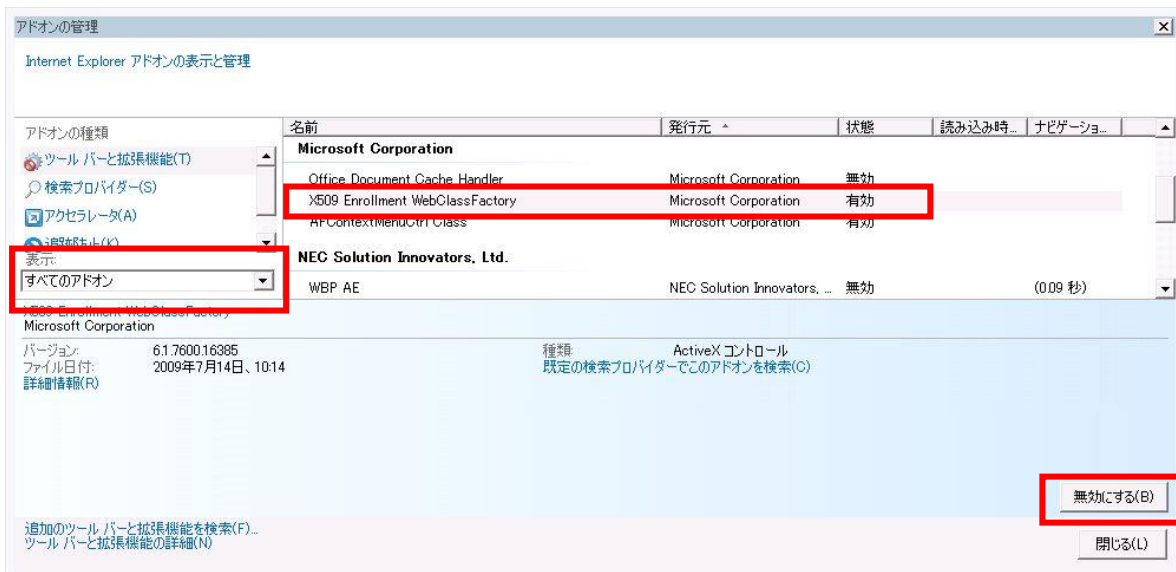 アドオンの管理
Internet Explorer アドオンの表示と管理
アドオンの種類
ツール バーと拡張機能(T)
検索プロバイダー(S)
アクセラレータ(A)
追跡防止(K)
表示:
すべてのアドオン
名前 発行元 状態 読み込み時... ナビゲーショ...
Microsoft Corporation
Office Document Cache Handler Microsoft Corporation 無効
X509 Enrollment WebClassFactory Microsoft Corporation 有効
AFContextMenuCtrl Class Microsoft Corporation 有効
NEC Solution Innovators, Ltd.
WBP AE NEC Solution Innovators, ... 無効 (0.09 秒)
X509 Enrollment WebClassFactory
Microsoft Corporation
バージョン: 6.1.7600.16385
ファイル日付: 2009年7月14日、10:14
詳細情報(R)
種類: ActiveX コントロール
既定の検索プロバイダーでこのアドオンを検索(C)
無効にする(B)
追加のツール バーと拡張機能を検索(F)...
ツール バーと拡張機能の詳細(N)
閉じる(L)